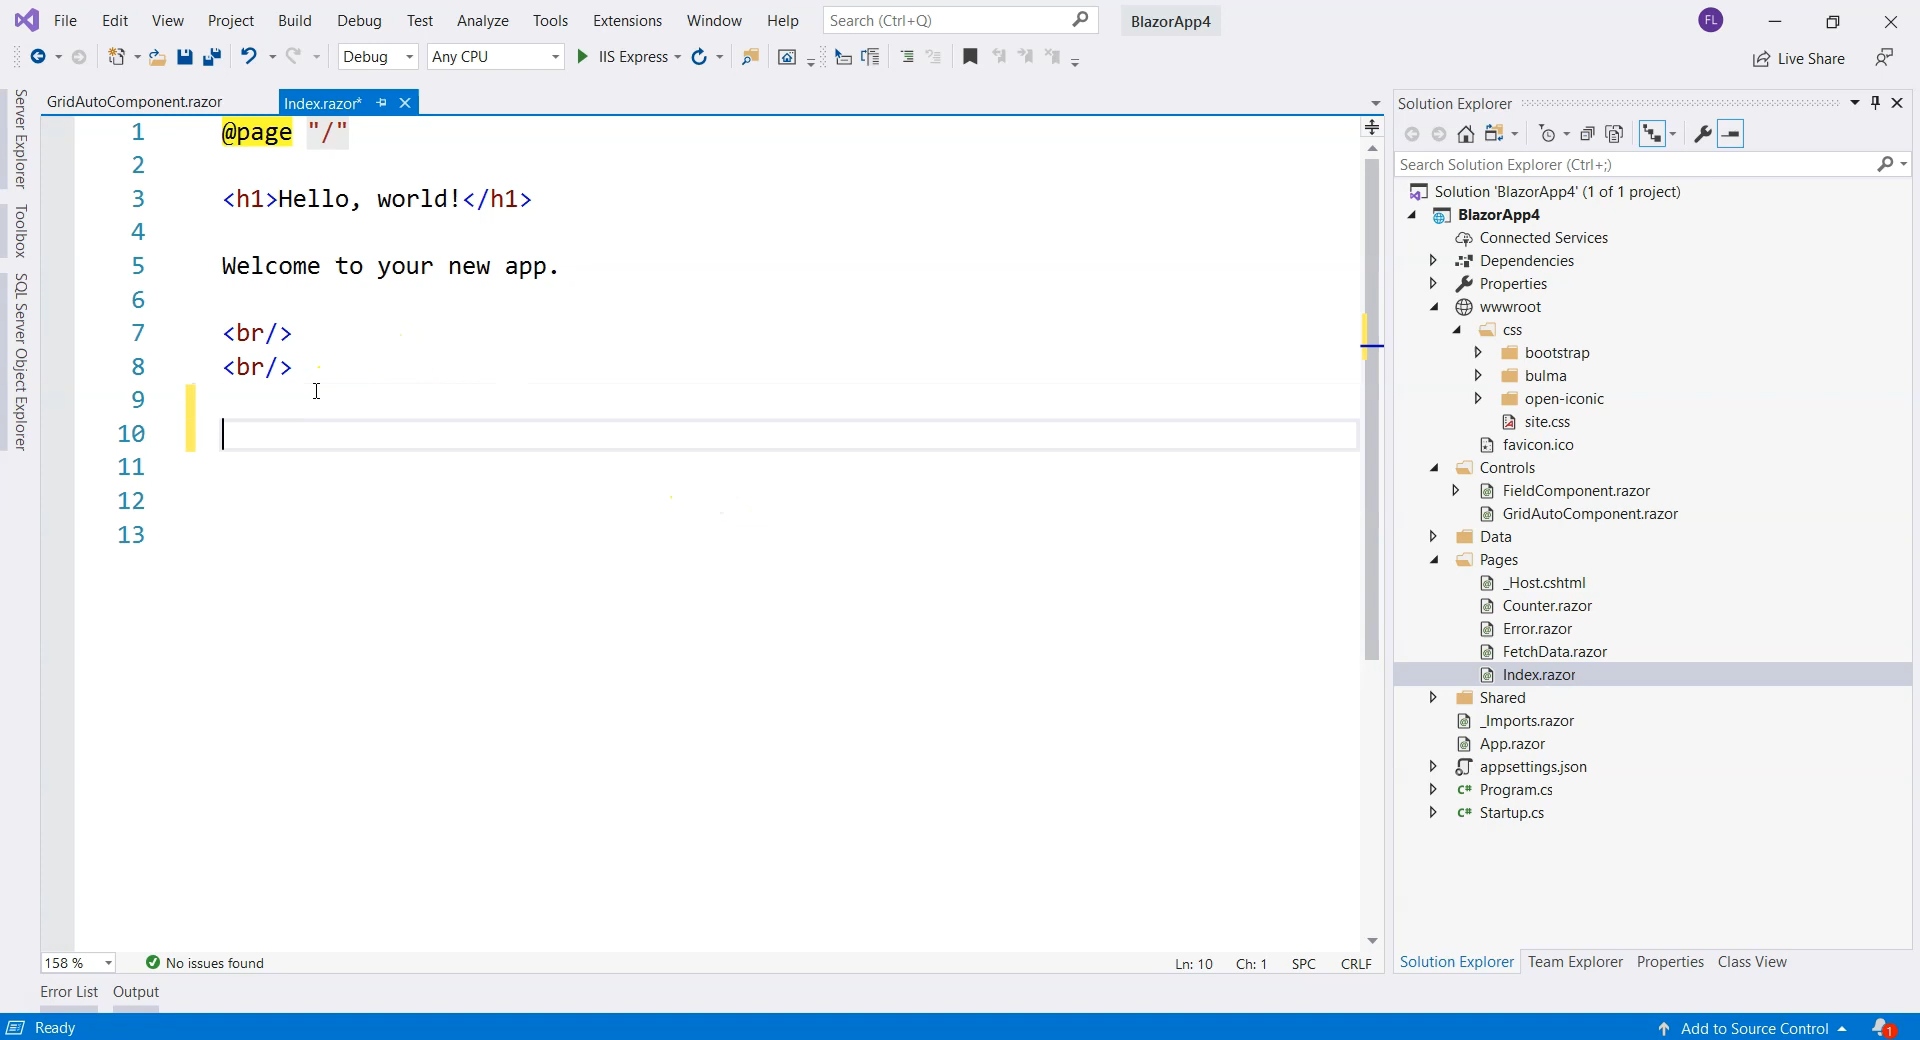 File Edit View Project Build Debug Test Analyze Tools Extensions Window Help Search (Ctrl+Q) BlazorApp4 FL
Debug Any CPU IIS Express Live Share
Server Explorer
Toolbox
SQL Server Object Explorer
GridAutoComponent.razor Index.razor*
1 @page "/"
2
3 <h1>Hello, world!</h1>
4
5 Welcome to your new app.
6
7 <br/>
8 <br/>
9
10
11
12
13
158 % No issues found Ln: 10 Ch: 1 SPC CRLF
Error List Output
Solution Explorer
Search Solution Explorer (Ctrl+;)
Solution 'BlazorApp4' (1 of 1 project)
BlazorApp4
Connected Services
Dependencies
Properties
wwwroot
css
bootstrap
bulma
open-iconic
site.css
favicon.ico
Controls
FieldComponent.razor
GridAutoComponent.razor
Data
Pages
_Host.cshtml
Counter.razor
Error.razor
FetchData.razor
Index.razor
Shared
_Imports.razor
App.razor
appsettings.json
C# Program.cs
C# Startup.cs
Solution Explorer Team Explorer Properties Class View
Ready Add to Source Control 1